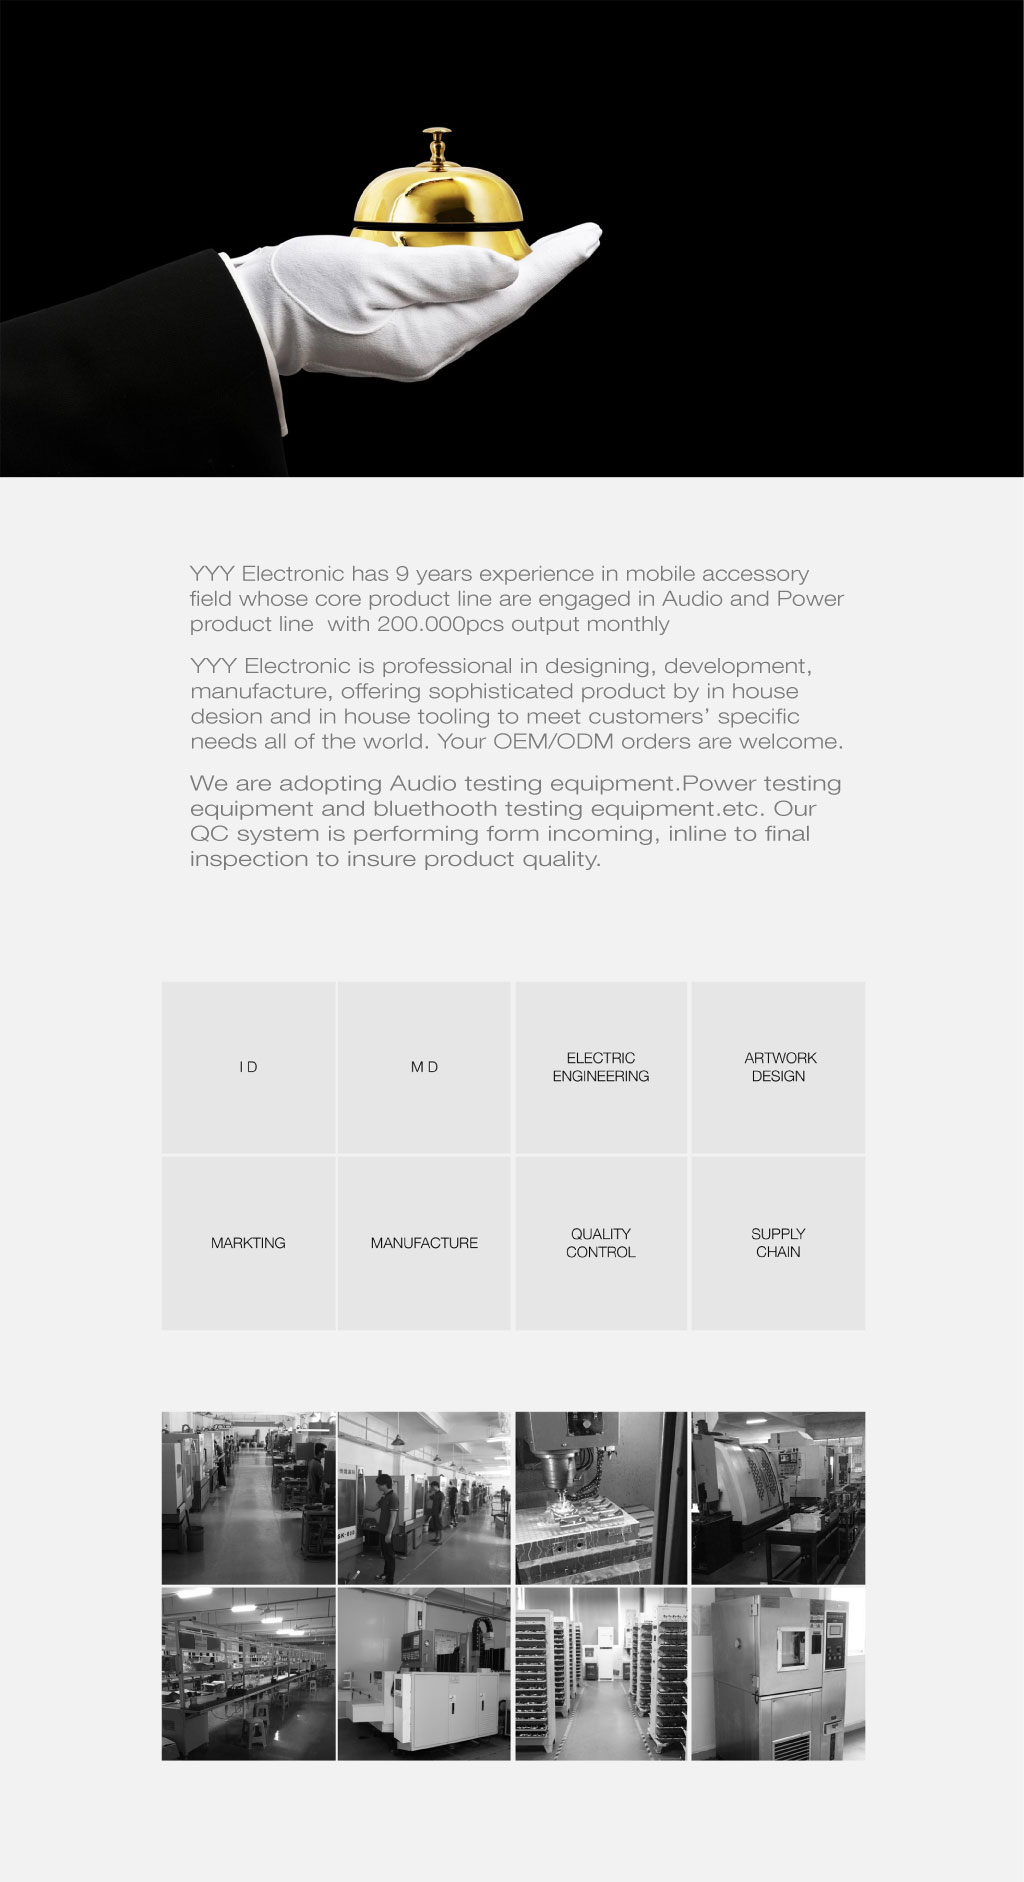 YYY Electronic has 9 years experience in mobile accessory
field whose core product line are engaged in Audio and Power
product line  with 200.000pcs output monthly
YYY Electronic is professional in designing, development,
manufacture, offering sophisticated product by in house
desion and in house tooling to meet customers’ specific
needs all of the world. Your OEM/ODM orders are welcome.
We are adopting Audio testing equipment.Power testing
equipment and bluethooth testing equipment.etc. Our
QC system is performing form incoming, inline to final
inspection to insure product quality.
I D
M D
ELECTRIC
ENGINEERING
ARTWORK
DESIGN
MARKTING
MANUFACTURE
QUALITY
CONTROL
SUPPLY
CHAIN